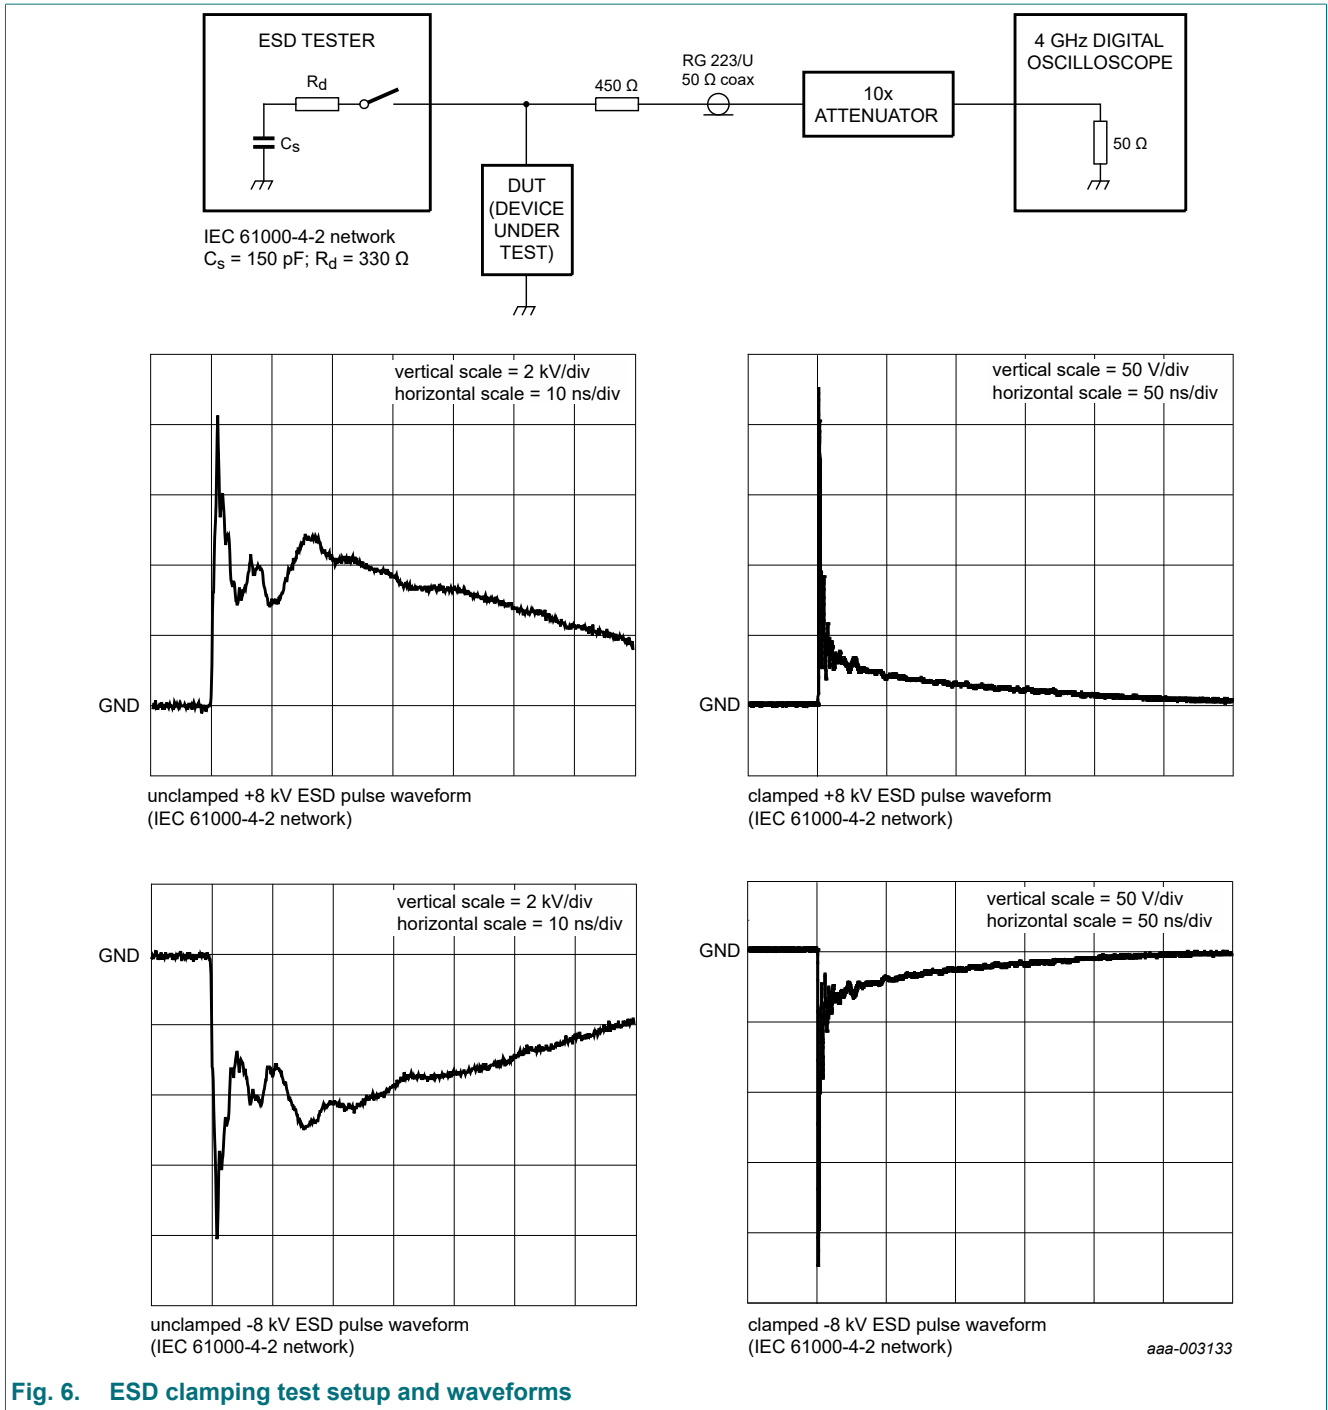 ESD TESTER
R_d
C_s
IEC 61000-4-2 network
C_s = 150 pF; R_d = 330 Ω
DUT
(DEVICE
UNDER
TEST)
450 Ω
RG 223/U
50 Ω coax
10x
ATTENUATOR
4 GHz DIGITAL
OSCILLOSCOPE
50 Ω
vertical scale = 2 kV/div
horizontal scale = 10 ns/div
GND
unclamped +8 kV ESD pulse waveform
(IEC 61000-4-2 network)
vertical scale = 50 V/div
horizontal scale = 50 ns/div
GND
clamped +8 kV ESD pulse waveform
(IEC 61000-4-2 network)
vertical scale = 2 kV/div
horizontal scale = 10 ns/div
GND
unclamped -8 kV ESD pulse waveform
(IEC 61000-4-2 network)
vertical scale = 50 V/div
horizontal scale = 50 ns/div
GND
clamped -8 kV ESD pulse waveform
(IEC 61000-4-2 network)
aaa-003133
Fig. 6. ESD clamping test setup and waveforms